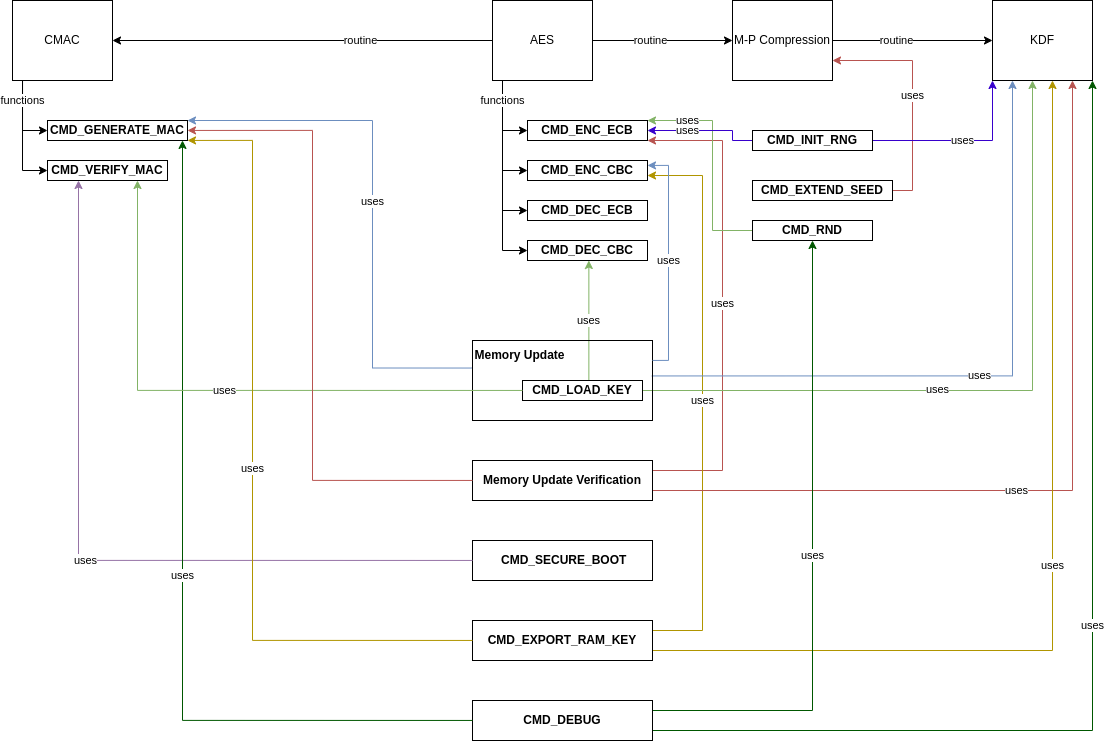 CMAC
routine
AES
routine
M-P Compression
routine
KDF
functions
functions
uses
CMD_GENERATE_MAC
CMD_ENC_ECB
uses
uses
CMD_INIT_RNG
uses
CMD_VERIFY_MAC
CMD_ENC_CBC
CMD_EXTEND_SEED
uses
CMD_DEC_ECB
CMD_RND
CMD_DEC_CBC
uses
uses
uses
Memory Update
uses
uses
CMD_LOAD_KEY
uses
uses
uses
Memory Update Verification
uses
uses
CMD_SECURE_BOOT
uses
uses
uses
CMD_EXPORT_RAM_KEY
uses
CMD_DEBUG